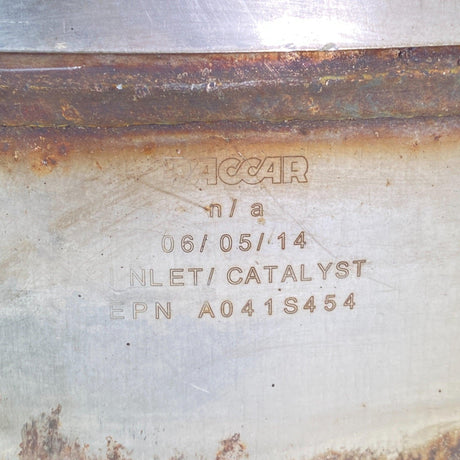 PACCAR
n/a
06/05/14
INLET/CATALYST
EPN A041S454